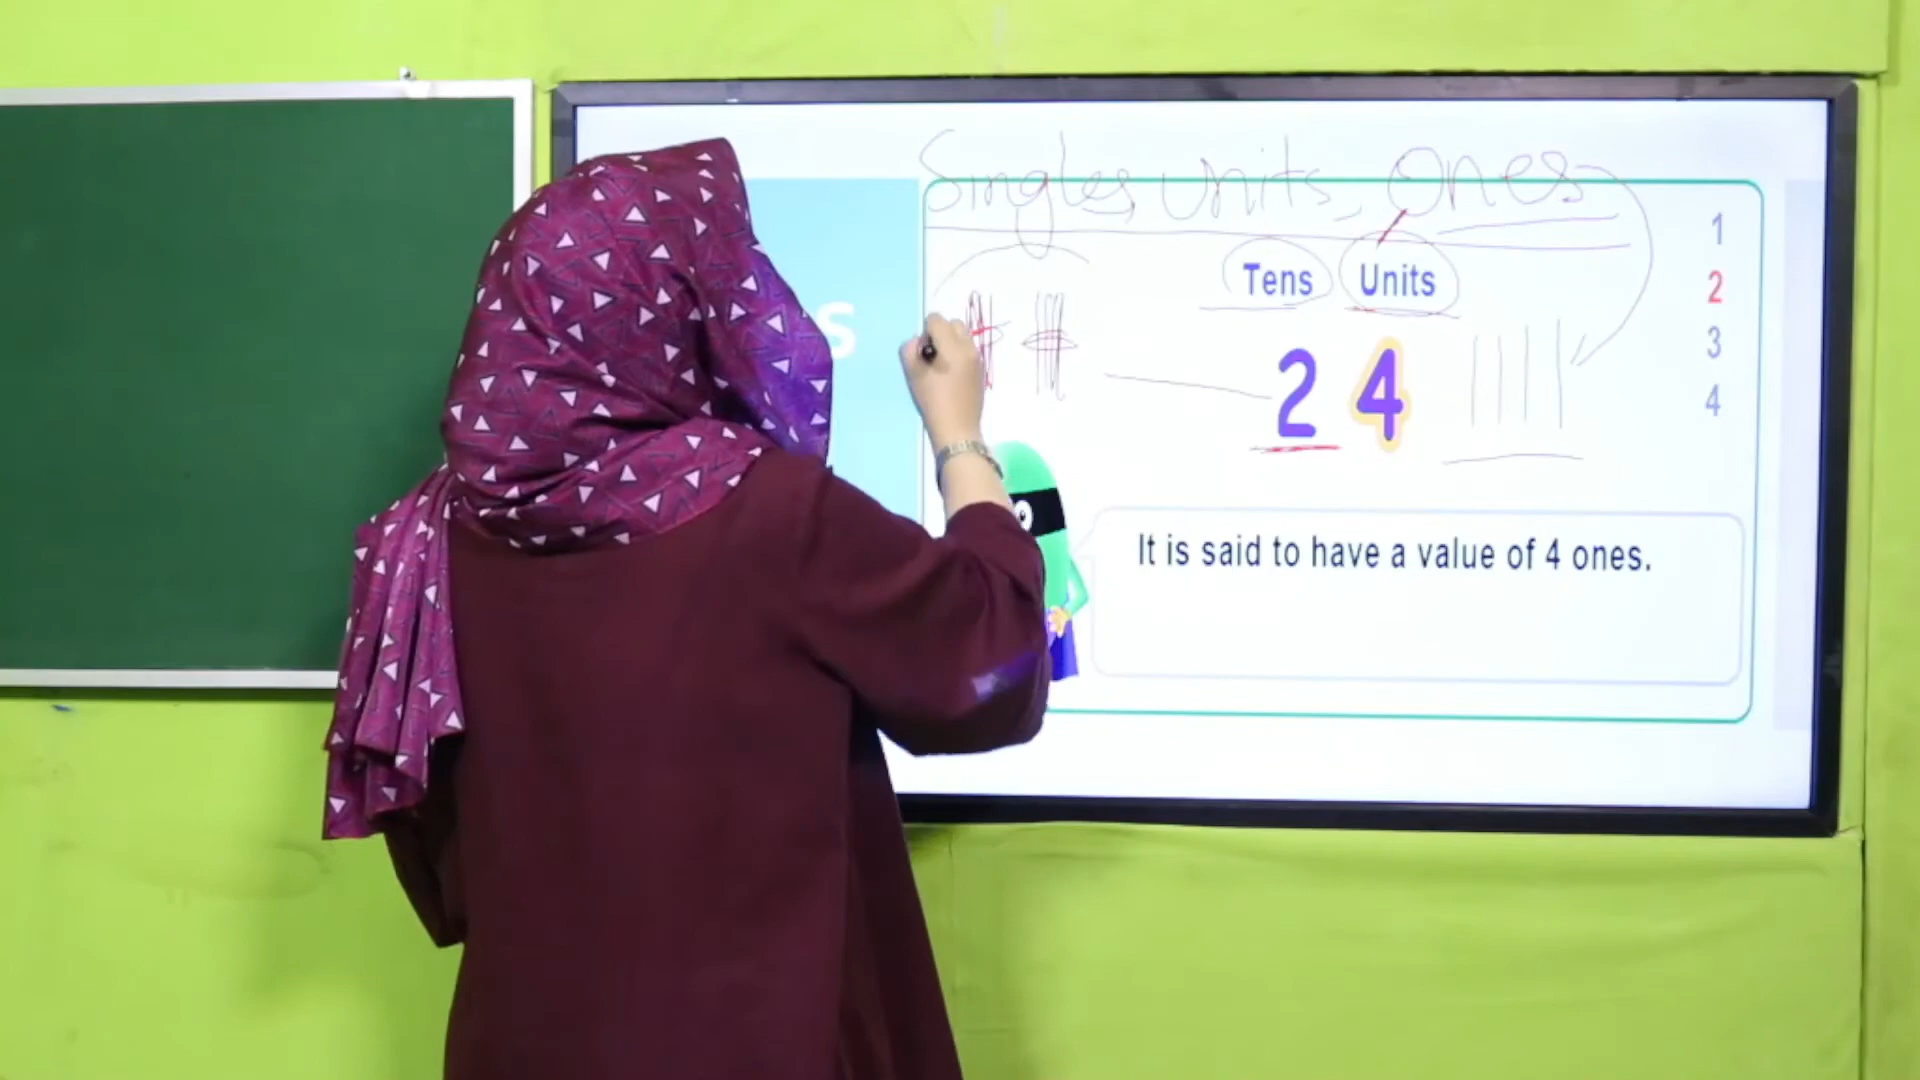 Singles, Units, Ones
Tens Units
2 4
It is said to have a value of 4 ones.
1
2
3
4
s